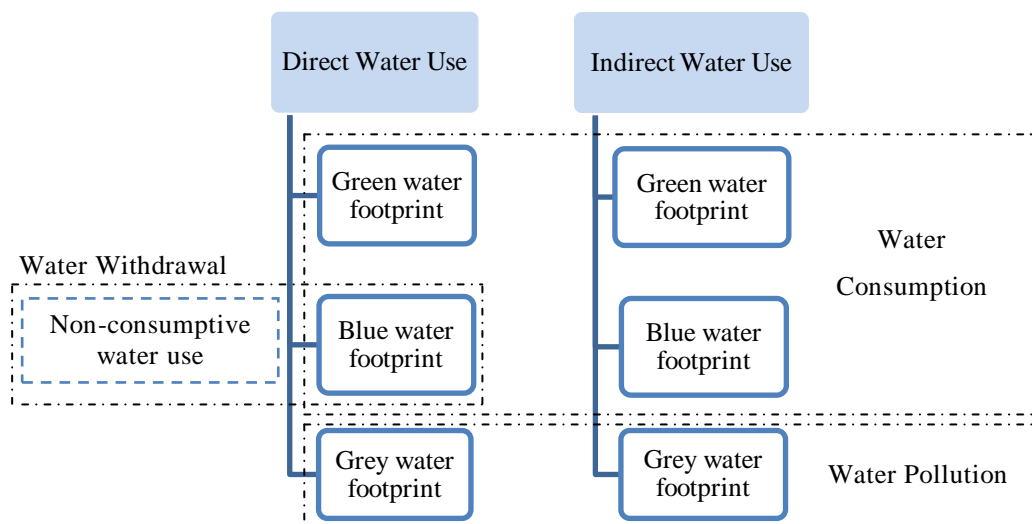 Direct Water Use
Indirect Water Use
Green water
footprint
Green water
footprint
Water
Consumption
Water Withdrawal
Non-consumptive
water use
Blue water
footprint
Blue water
footprint
Grey water
footprint
Grey water
footprint
Water Pollution